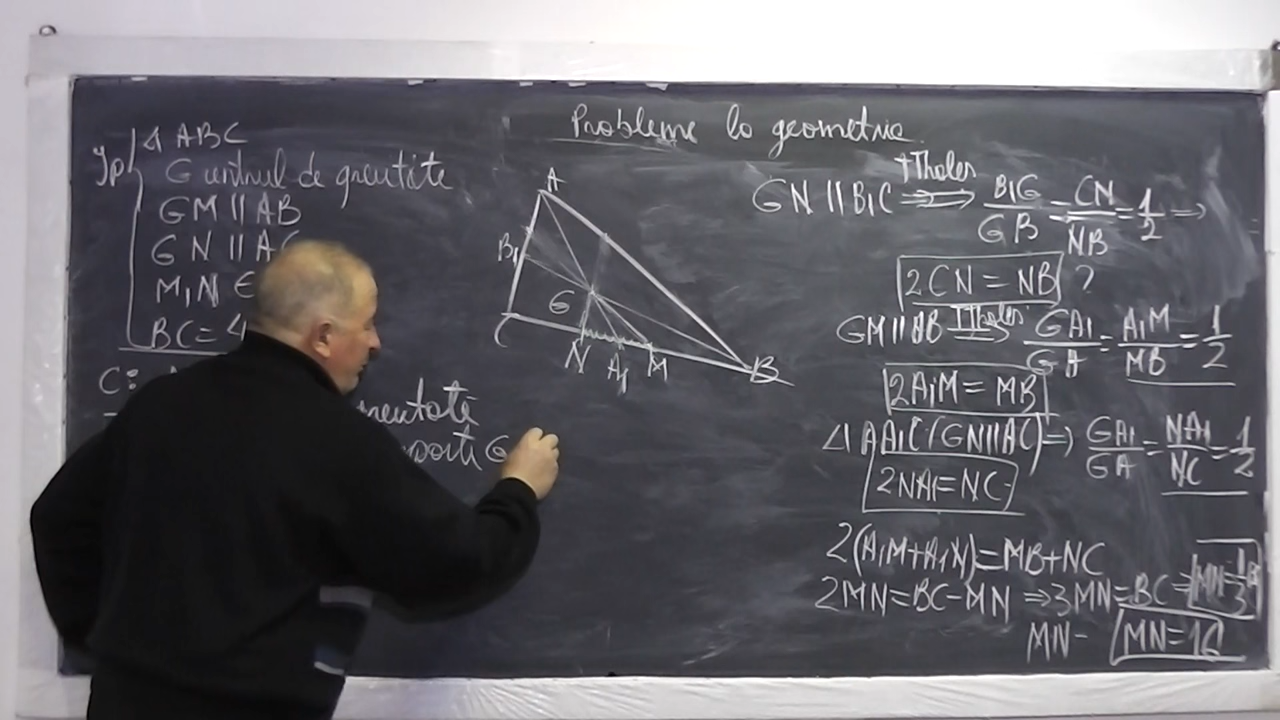 Probleme la geometrie
Ip
Δ ABC
G centrul de greutate
GM || AB
GN || AC
M, N ∈
BC = 4
C:
greutate
G
A
B₁
G
C
N
A₁
M
B
GN || B₁C ⟹ T Thales B₁G/GB = CN/NB = 1/2 ⟹
2CN = NB ?
GM || AB ⟹ T Thales GA₁/GA = A₁M/MB = 1/2
2A₁M = MB
Δ AA₁C (GN || AC) ⟹ GA₁/GA = NA₁/NC = 1/2
2NA₁ = NC
2(A₁M + A₁N) = MB + NC
2MN = BC - MN ⟹ 3MN = BC ⟹ MN = 1/3 B
MN - MN = 16